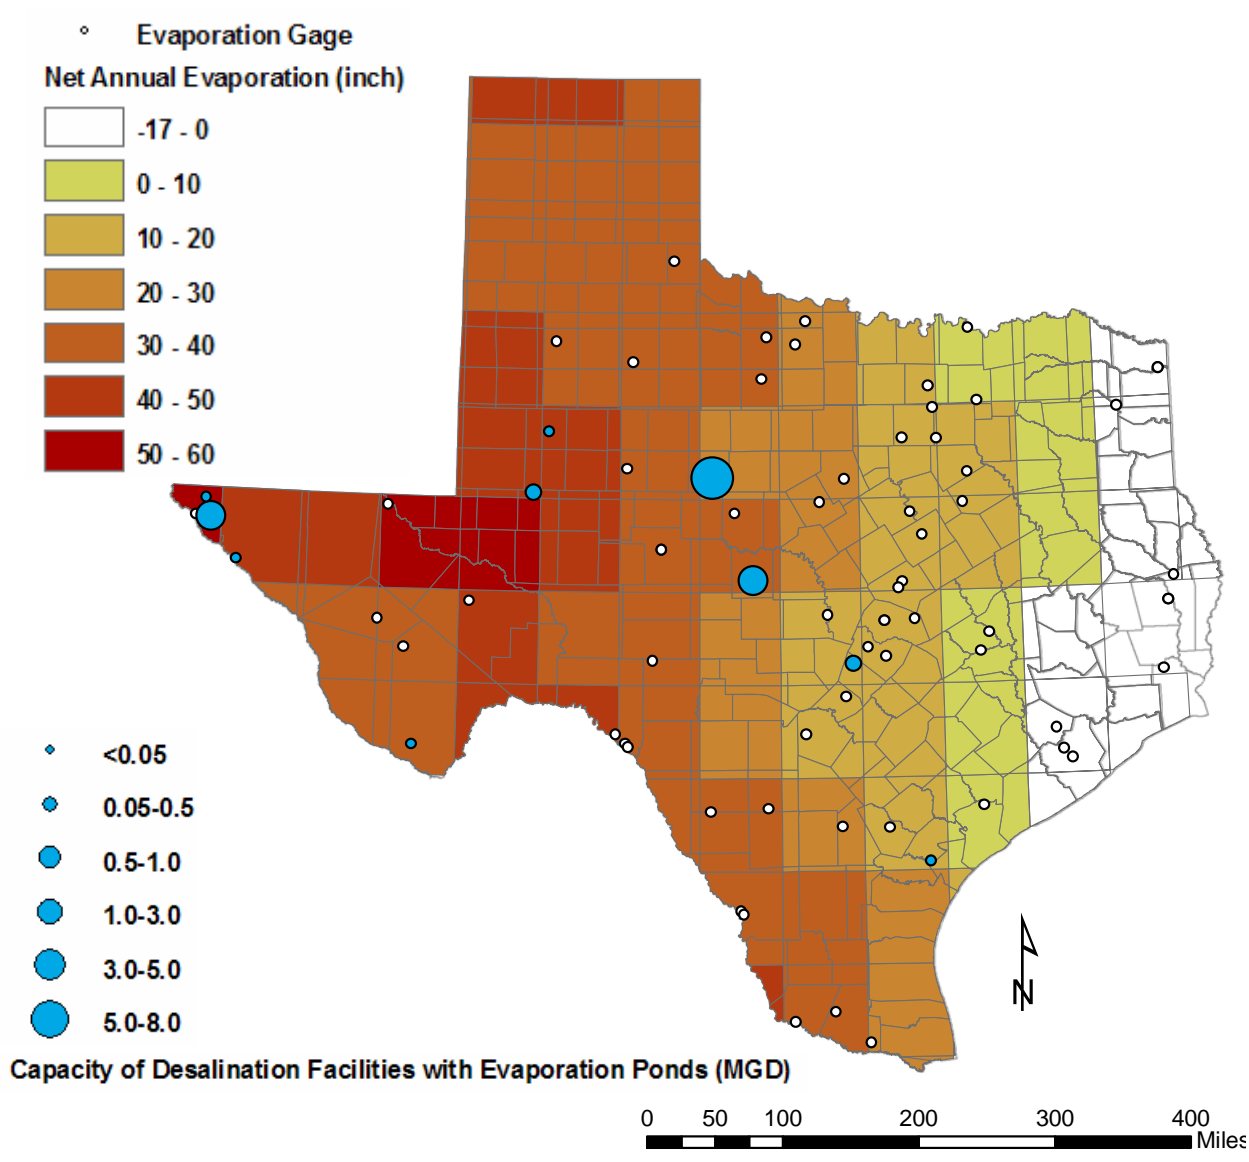 Evaporation Gage
Net Annual Evaporation (inch)
-17 - 0
0 - 10
10 - 20
20 - 30
30 - 40
40 - 50
50 - 60
<0.05
0.05-0.5
0.5-1.0
1.0-3.0
3.0-5.0
5.0-8.0
Capacity of Desalination Facilities with Evaporation Ponds (MGD)
N
0 50 100 200 300 400
Miles